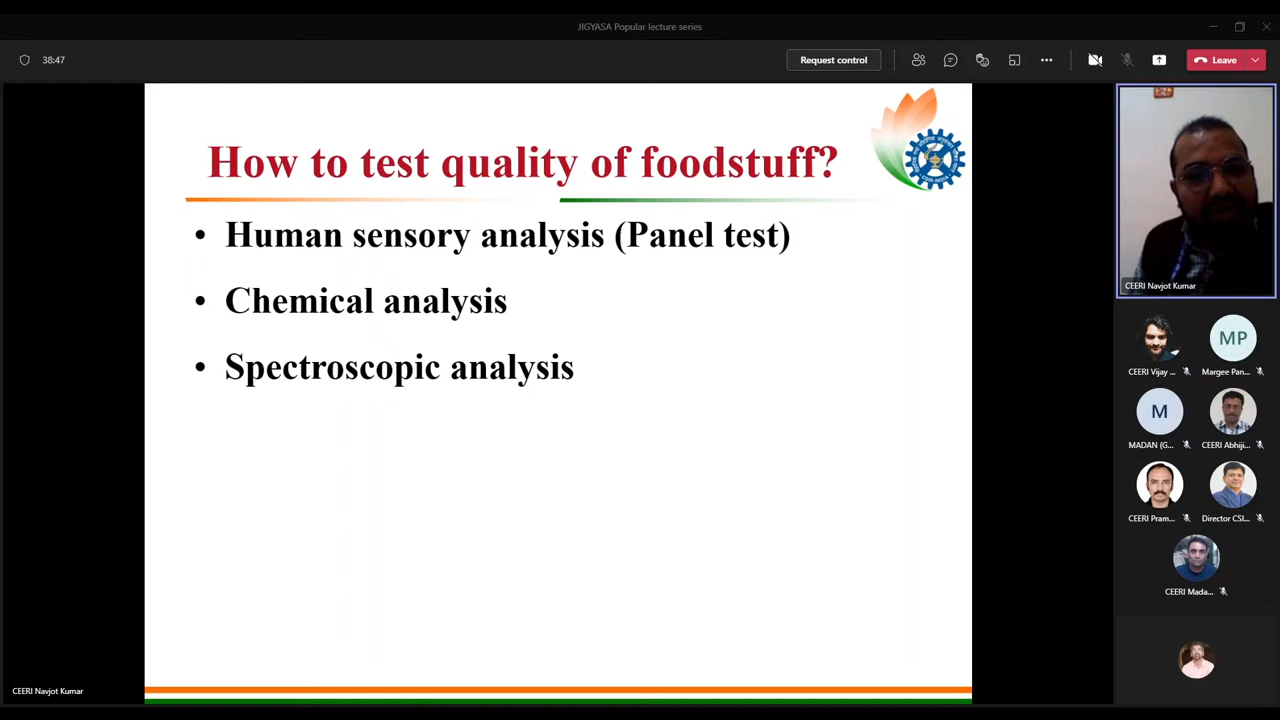 JIGYASA Popular lecture series
38:47
Request control
Leave
How to test quality of foodstuff?
• Human sensory analysis (Panel test)
• Chemical analysis
• Spectroscopic analysis
CEERI Navjot Kumar
CEERI Vijay ...
MP
Margee Pan...
M
MADAN (G...
CEERI Abhiji...
CEERI Pram...
Director CSI...
CEERI Mada...
CEERI Navjot Kumar